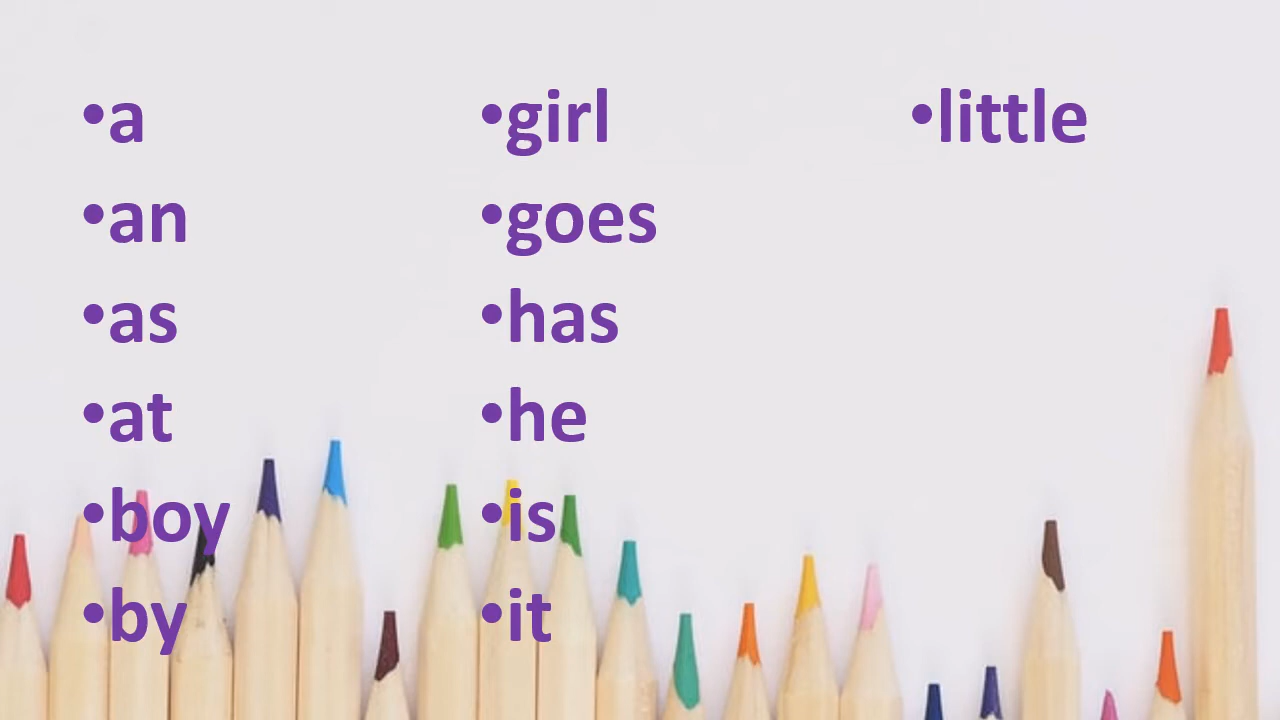 •a
•an
•as
•at
•boy
•by
•girl
•goes
•has
•he
•is
•it
•little